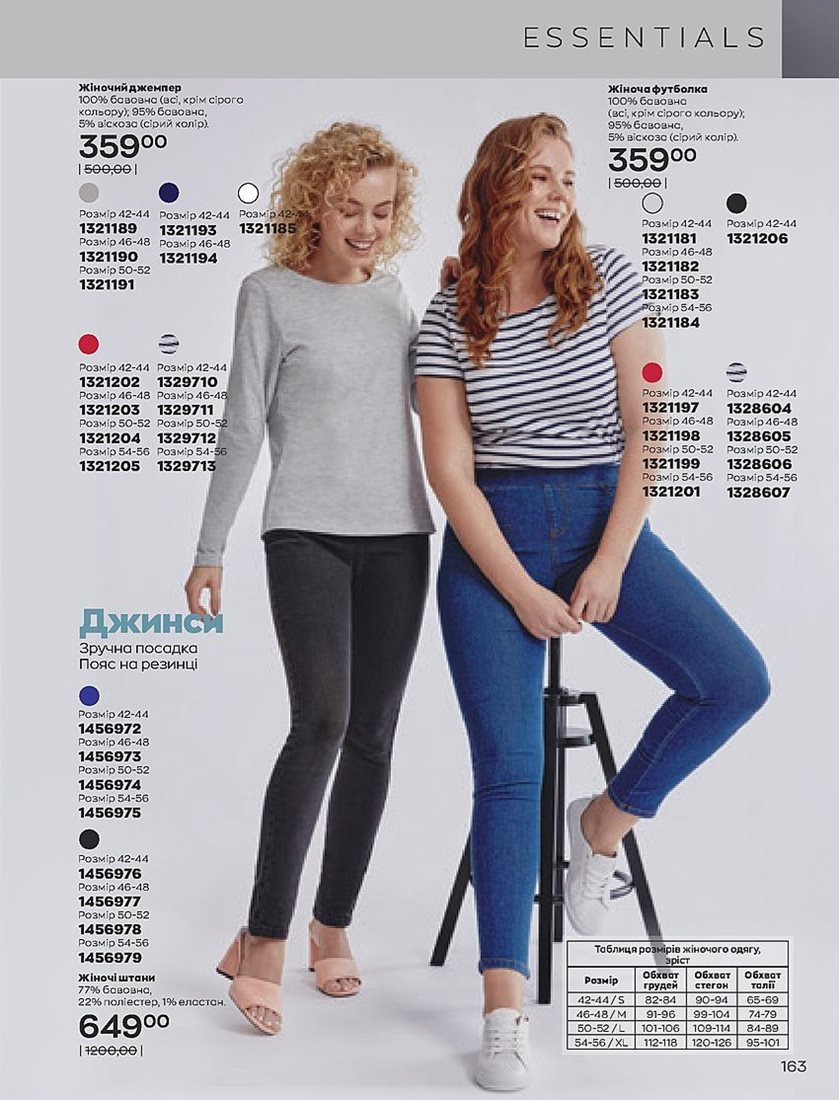 ESSENTIALS
Жіночий джемпер
100% бавовна (всі, крім сірого
кольору); 95% бавовна,
5% віскоза (сірий колір).
359⁰⁰
|500,00|
Розмір 42-44
1321189
Розмір 46-48
1321190
Розмір 50-52
1321191
Розмір 42-44
1321193
Розмір 46-48
1321194
Розмір 42-44
1321185
Розмір 42-44
1321202
Розмір 46-48
1321203
Розмір 50-52
1321204
Розмір 54-56
1321205
Розмір 42-44
1329710
Розмір 46-48
1329711
Розмір 50-52
1329712
Розмір 54-56
1329713
Жіноча футболка
100% бавовна
(всі, крім сірого кольору);
95% бавовна,
5% віскоза (сірий колір).
359⁰⁰
|500,00|
Розмір 42-44
1321181
Розмір 46-48
1321182
Розмір 50-52
1321183
Розмір 54-56
1321184
Розмір 42-44
1321206
Розмір 42-44
1321197
Розмір 46-48
1321198
Розмір 50-52
1321199
Розмір 54-56
1321201
Розмір 42-44
1328604
Розмір 46-48
1328605
Розмір 50-52
1328606
Розмір 54-56
1328607
Джинси
Зручна посадка
Пояс на резинці
Розмір 42-44
1456972
Розмір 46-48
1456973
Розмір 50-52
1456974
Розмір 54-56
1456975
Розмір 42-44
1456976
Розмір 46-48
1456977
Розмір 50-52
1456978
Розмір 54-56
1456979
Жіночі штани
77% бавовна,
22% поліестер, 1% еластан.
649⁰⁰
|1200,00|
Таблиця розмірів жіночого одягу,
зріст
Розмір Обхват грудей Обхват стегон Обхват талії
42-44 / S 82-84 90-94 65-69
46-48 / M 91-96 99-104 74-79
50-52 / L 101-106 109-114 84-89
54-56 / XL 112-118 120-126 95-101
163